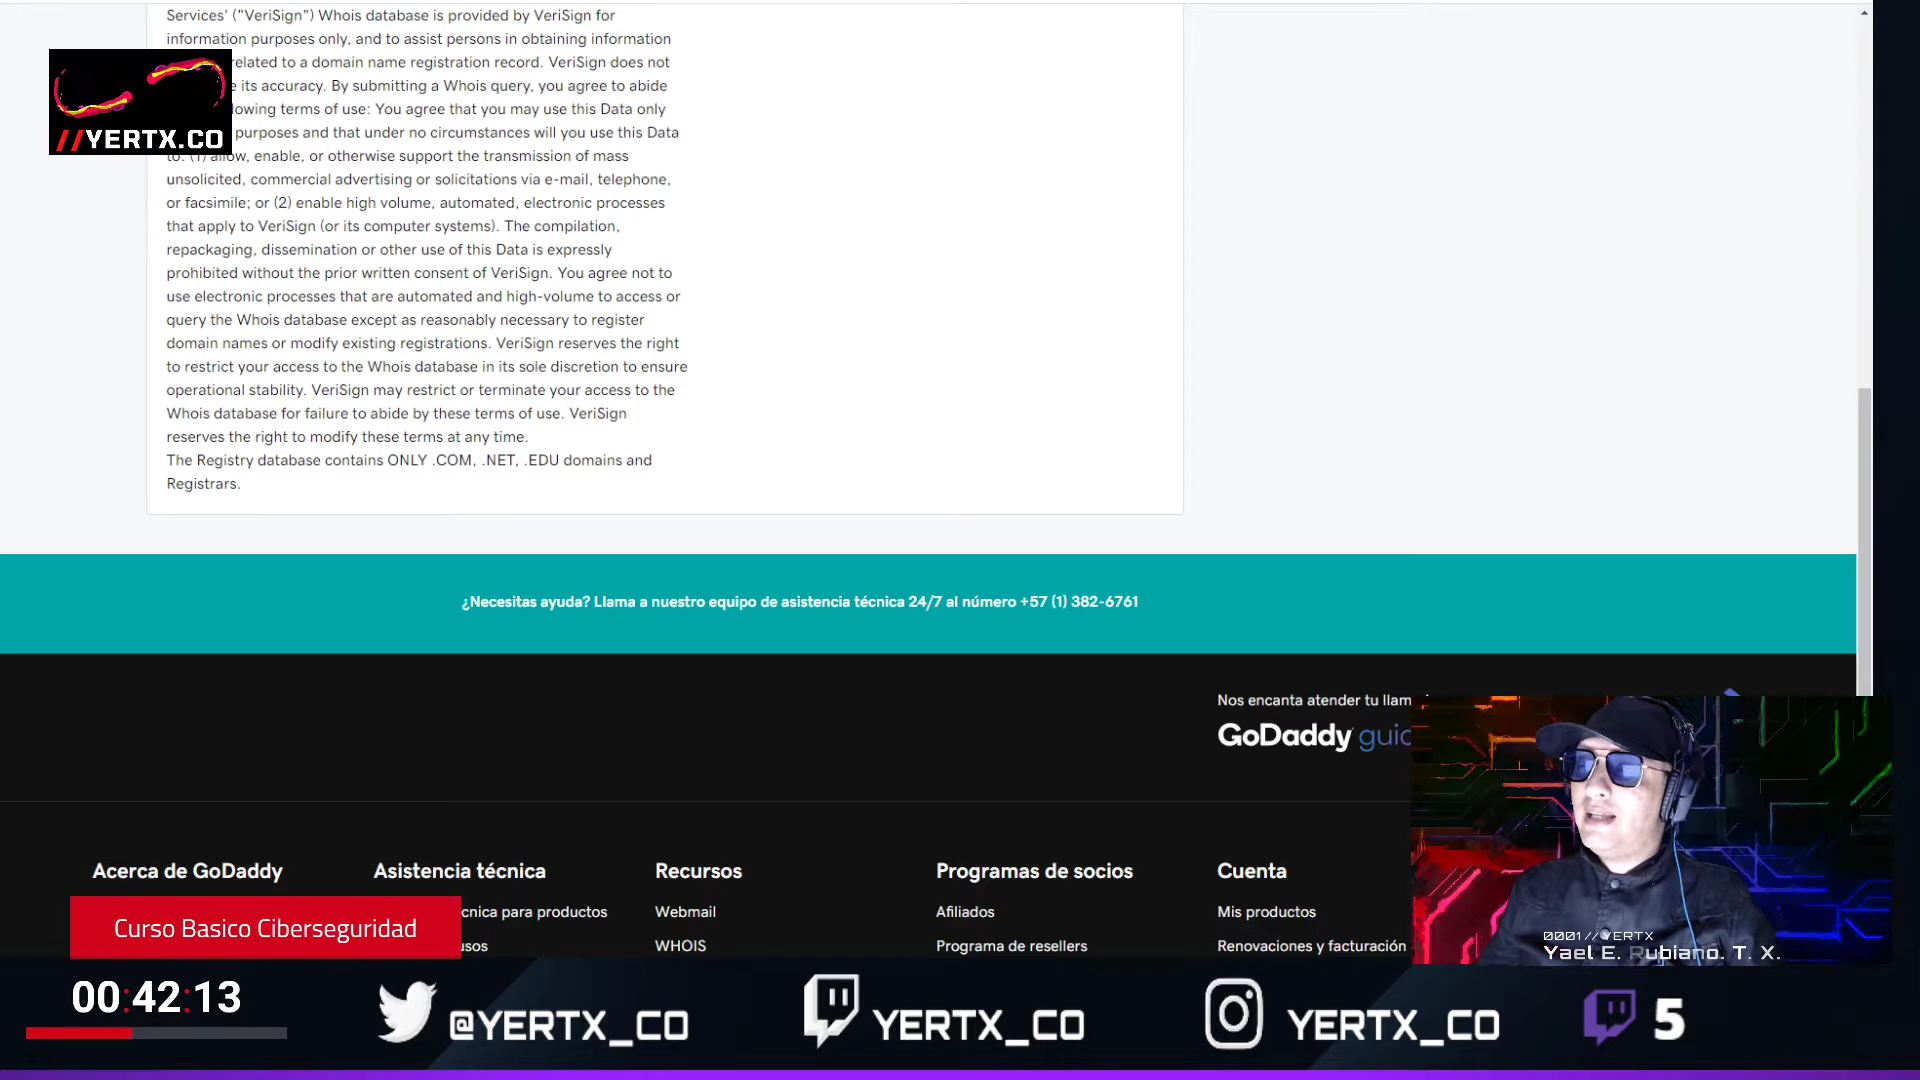 Services' ("VeriSign") Whois database is provided by VeriSign for
information purposes only, and to assist persons in obtaining information
related to a domain name registration record. VeriSign does not
e its accuracy. By submitting a Whois query, you agree to abide
lowing terms of use: You agree that you may use this Data only
purposes and that under no circumstances will you use this Data
to: (1) allow, enable, or otherwise support the transmission of mass
unsolicited, commercial advertising or solicitations via e-mail, telephone,
or facsimile; or (2) enable high volume, automated, electronic processes
that apply to VeriSign (or its computer systems). The compilation,
repackaging, dissemination or other use of this Data is expressly
prohibited without the prior written consent of VeriSign. You agree not to
use electronic processes that are automated and high-volume to access or
query the Whois database except as reasonably necessary to register
domain names or modify existing registrations. VeriSign reserves the right
to restrict your access to the Whois database in its sole discretion to ensure
operational stability. VeriSign may restrict or terminate your access to the
Whois database for failure to abide by these terms of use. VeriSign
reserves the right to modify these terms at any time.
The Registry database contains ONLY .COM, .NET, .EDU domains and
Registrars.
//YERTX.CO
¿Necesitas ayuda? Llama a nuestro equipo de asistencia técnica 24/7 al número +57 (1) 382-6761
Nos encanta atender tu llam
GoDaddy guic
Acerca de GoDaddy
Asistencia técnica
cnica para productos
usos
Recursos
Webmail
WHOIS
Programas de socios
Afiliados
Programa de resellers
Cuenta
Mis productos
Renovaciones y facturación
Curso Basico Ciberseguridad
0001//YERTX
Yael E. Rubiano. T. X.
00:42:13
@YERTX_CO
YERTX_CO
YERTX_CO
5